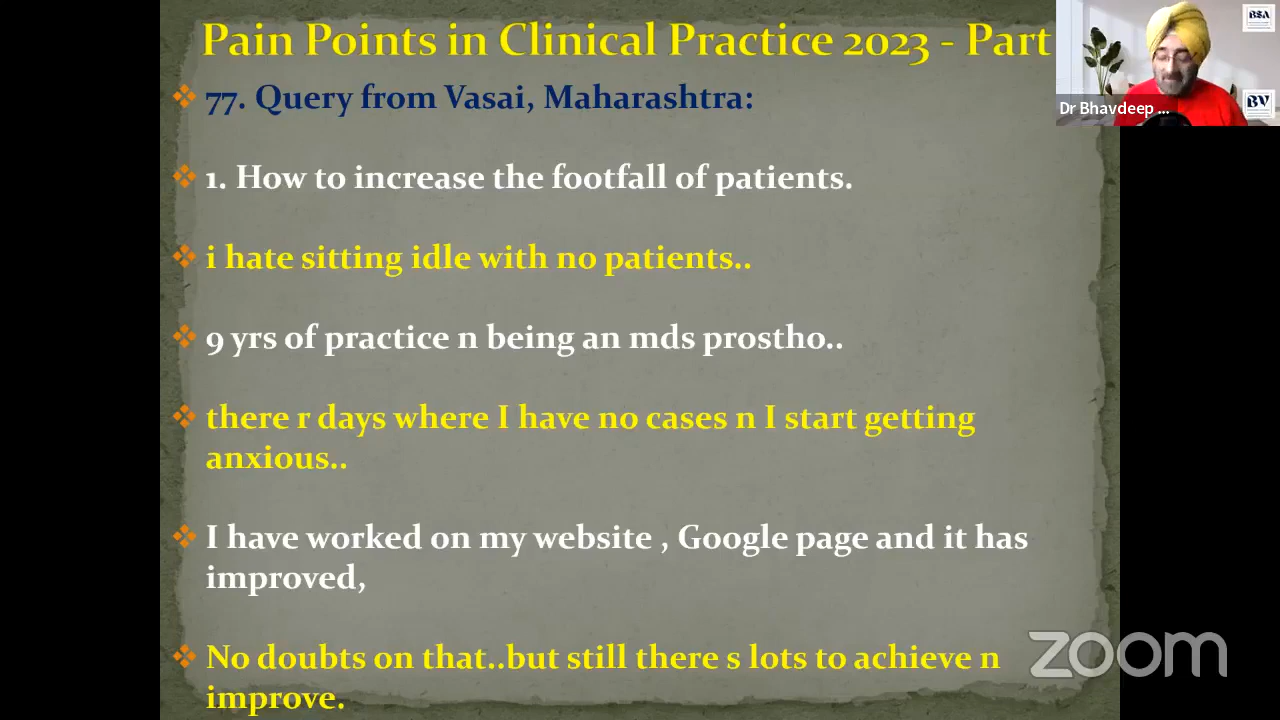 Pain Points in Clinical Practice 2023 - Part
77. Query from Vasai, Maharashtra:
1. How to increase the footfall of patients.
i hate sitting idle with no patients..
9 yrs of practice n being an mds prostho..
there r days where I have no cases n I start getting
anxious..
I have worked on my website , Google page and it has
improved,
No doubts on that..but still there s lots to achieve n
improve.
Dr Bhavdeep ...
BSA
BV
zoom